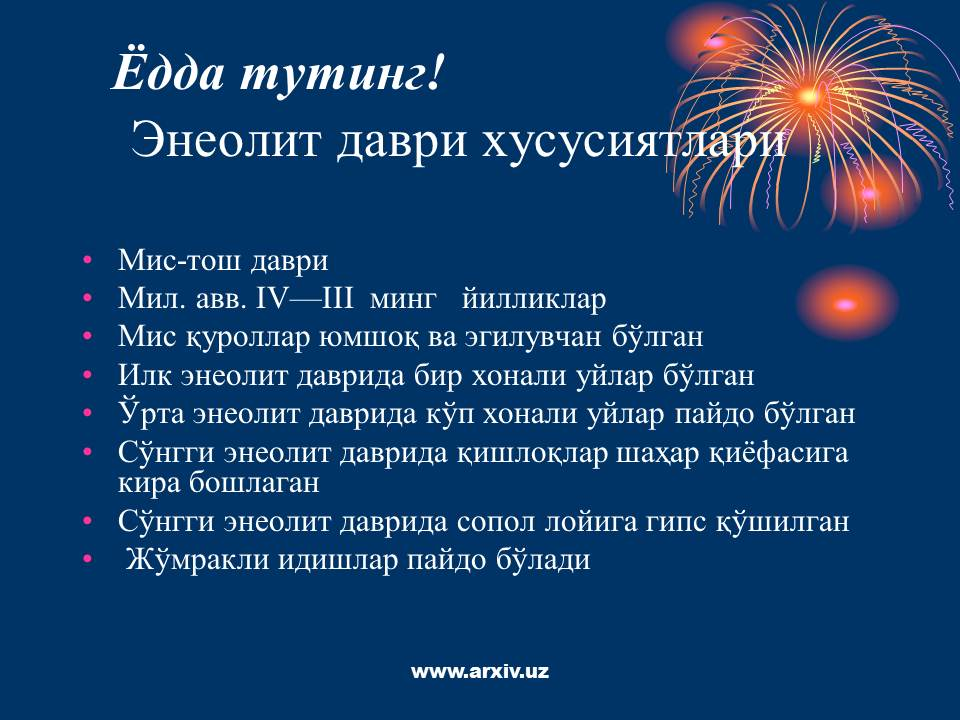 Ёдда тутинг!
Энеолит даври хусусиятлари
• Мис-тош даври
• Мил. авв. IV—III минг йилликлар
• Мис қуроллар юмшоқ ва эгилувчан бўлган
• Илк энеолит даврида бир хонали уйлар бўлган
• Ўрта энеолит даврида кўп хонали уйлар пайдо бўлган
• Сўнгги энеолит даврида қишлоқлар шаҳар қиёфасига
кира бошлаган
• Сўнгги энеолит даврида сопол лойига гипс қўшилган
• Жўмракли идишлар пайдо бўлади
www.arxiv.uz